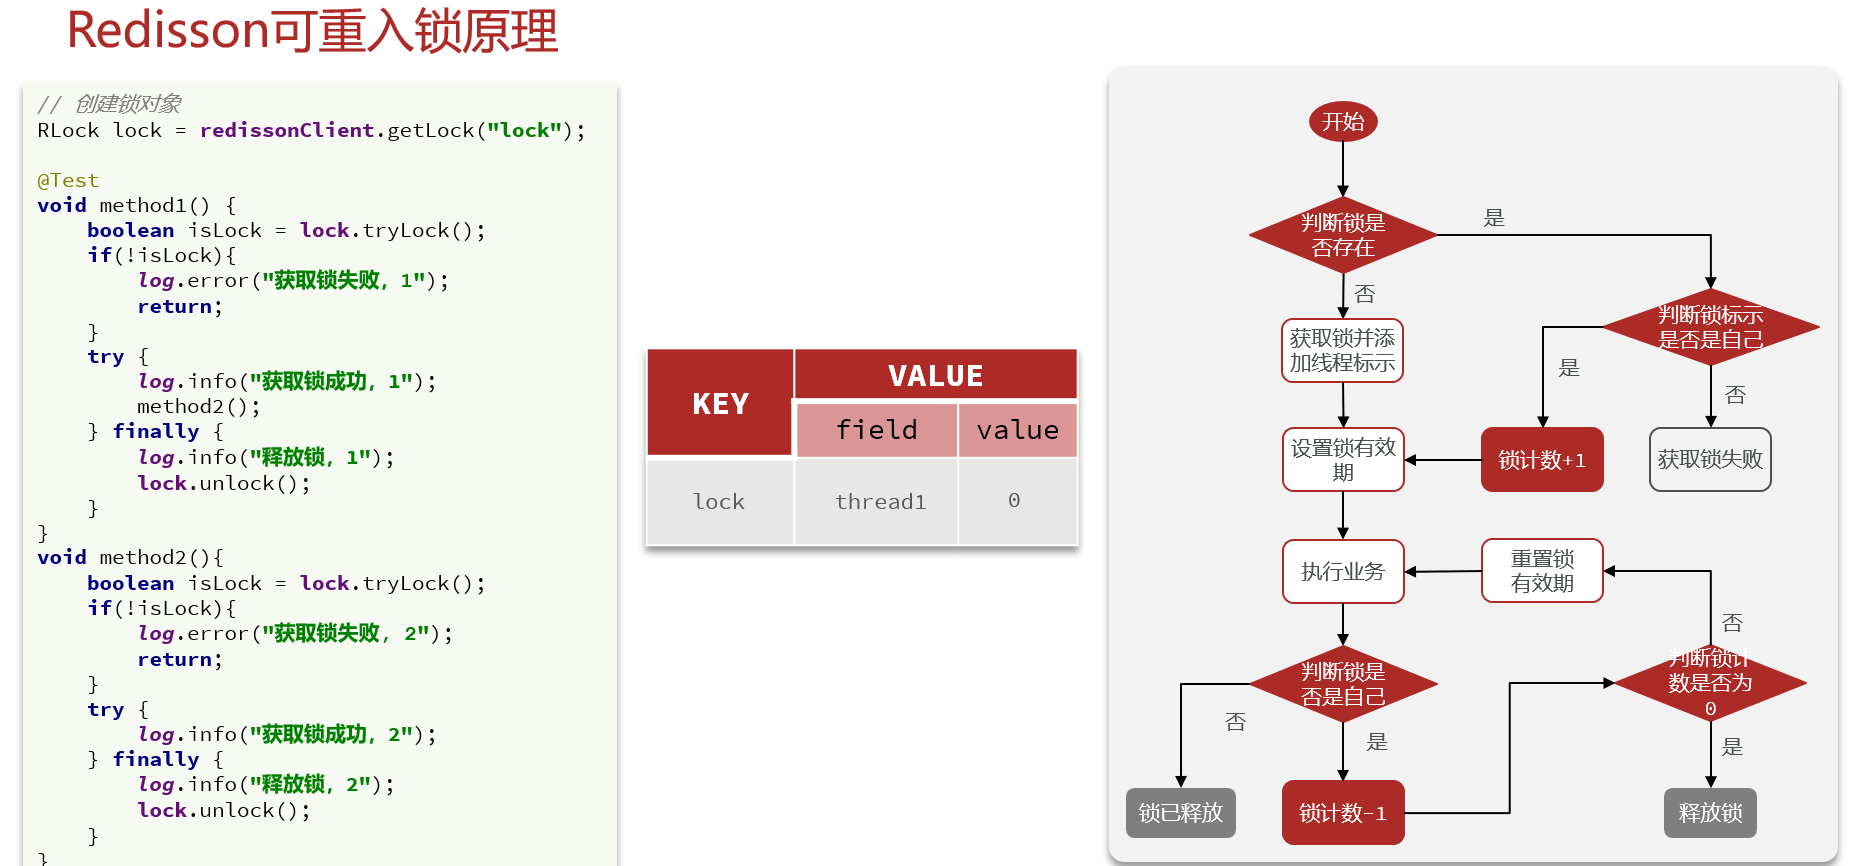 Redisson可重入锁原理
// 创建锁对象
RLock lock = redissonClient.getLock("lock");
@Test
void method1() {
boolean isLock = lock.tryLock();
if(!isLock){
log.error("获取锁失败，1");
return;
}
try {
log.info("获取锁成功，1");
method2();
} finally {
log.info("释放锁，1");
lock.unlock();
}
}
void method2(){
boolean isLock = lock.tryLock();
if(!isLock){
log.error("获取锁失败, 2");
return;
}
try {
log.info("获取锁成功，2");
} finally {
log.info("释放锁，2");
lock.unlock();
}
}
KEY
VALUE
field
value
lock
thread1
0
开始
判断锁是
否存在
是
否
获取锁并添
加线程标示
判断锁标示
是否是自己
是
否
设置锁有效
期
锁计数+1
获取锁失败
执行业务
重置锁
有效期
否
判断锁是
否是自己
判断锁计
数是否为
0
否
是
是
锁已释放
锁计数-1
释放锁